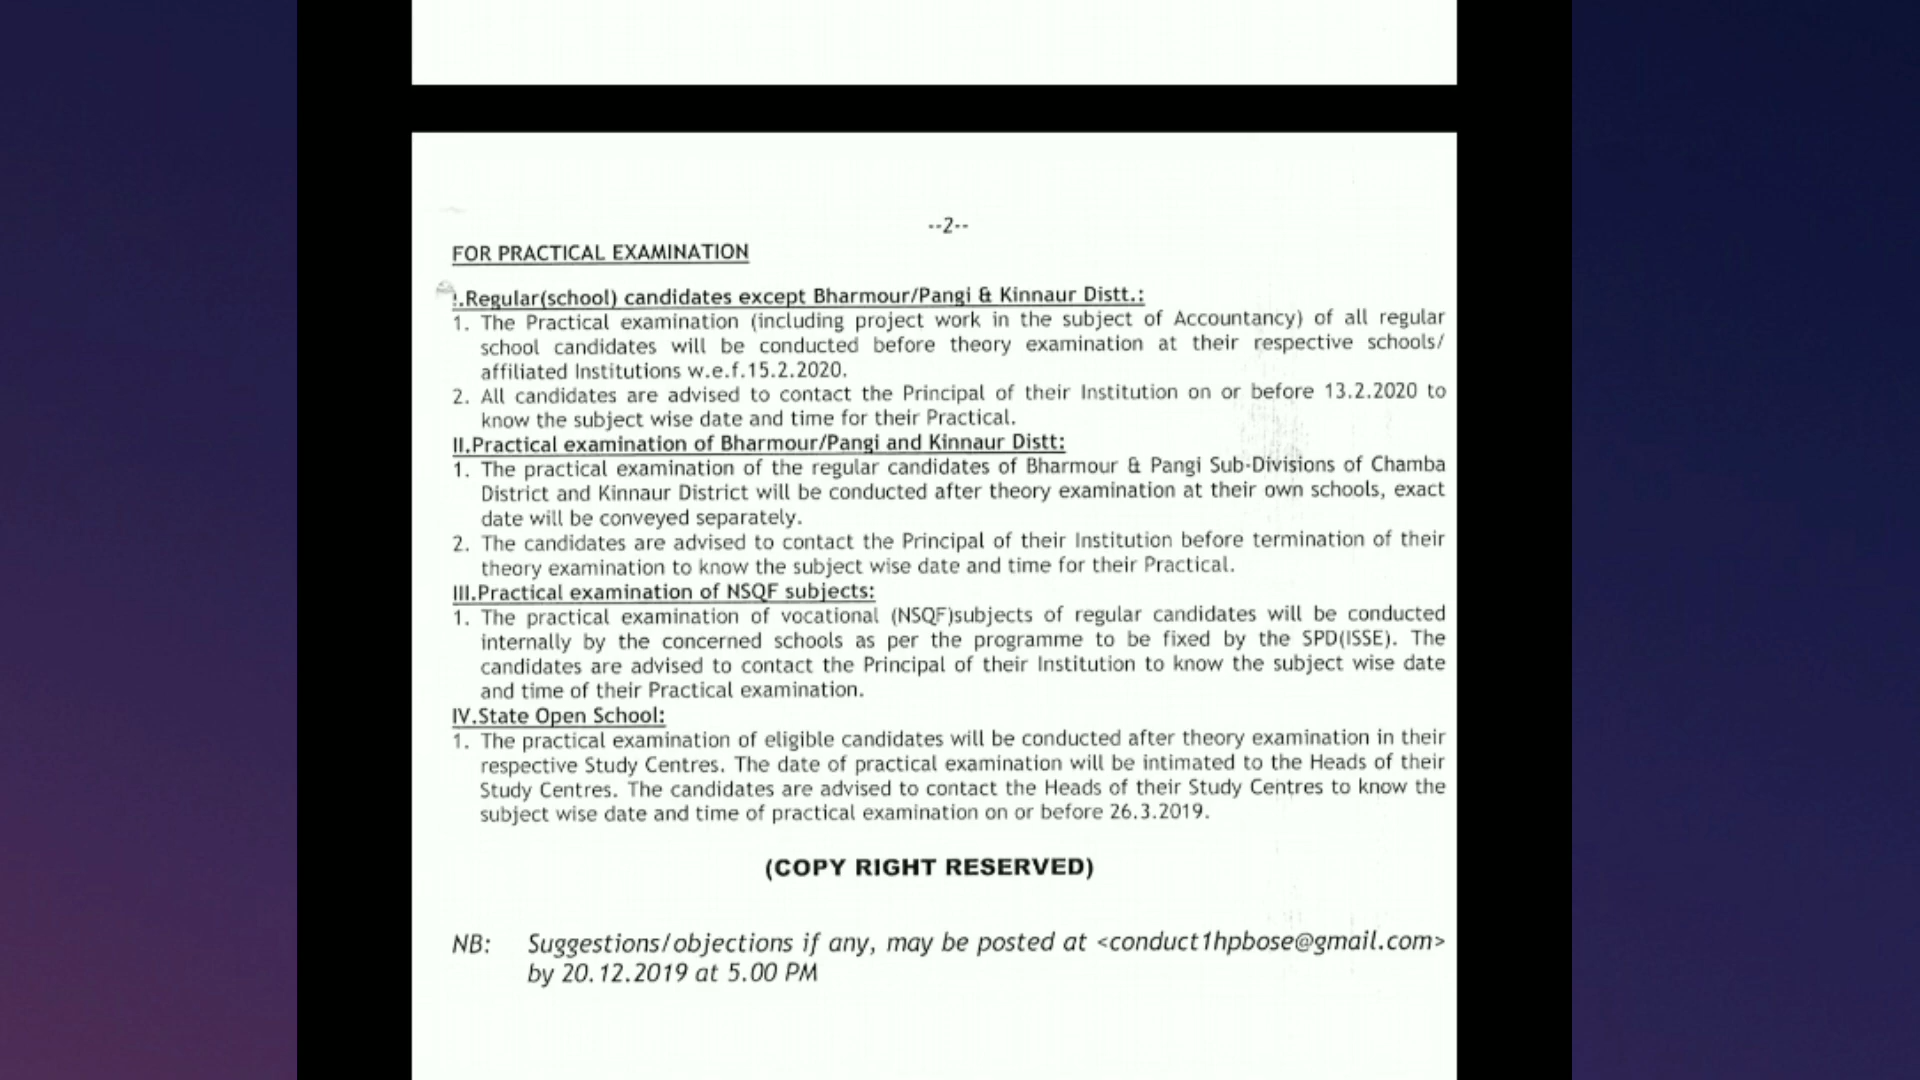 --2--
FOR PRACTICAL EXAMINATION
I.Regular(school) candidates except Bharmour/Pangi & Kinnaur Distt.:
1. The Practical examination (including project work in the subject of Accountancy) of all regular
school candidates will be conducted before theory examination at their respective schools/
affiliated Institutions w.e.f.15.2.2020.
2. All candidates are advised to contact the Principal of their Institution on or before 13.2.2020 to
know the subject wise date and time for their Practical.
II.Practical examination of Bharmour/Pangi and Kinnaur Distt:
1. The practical examination of the regular candidates of Bharmour & Pangi Sub-Divisions of Chamba
District and Kinnaur District will be conducted after theory examination at their own schools, exact
date will be conveyed separately.
2. The candidates are advised to contact the Principal of their Institution before termination of their
theory examination to know the subject wise date and time for their Practical.
III.Practical examination of NSQF subjects:
1. The practical examination of vocational (NSQF)subjects of regular candidates will be conducted
internally by the concerned schools as per the programme to be fixed by the SPD(ISSE). The
candidates are advised to contact the Principal of their Institution to know the subject wise date
and time of their Practical examination.
IV.State Open School:
1. The practical examination of eligible candidates will be conducted after theory examination in their
respective Study Centres. The date of practical examination will be intimated to the Heads of their
Study Centres. The candidates are advised to contact the Heads of their Study Centres to know the
subject wise date and time of practical examination on or before 26.3.2019.
(COPY RIGHT RESERVED)
NB: Suggestions/objections if any, may be posted at <conduct1hpbose@gmail.com>
by 20.12.2019 at 5.00 PM